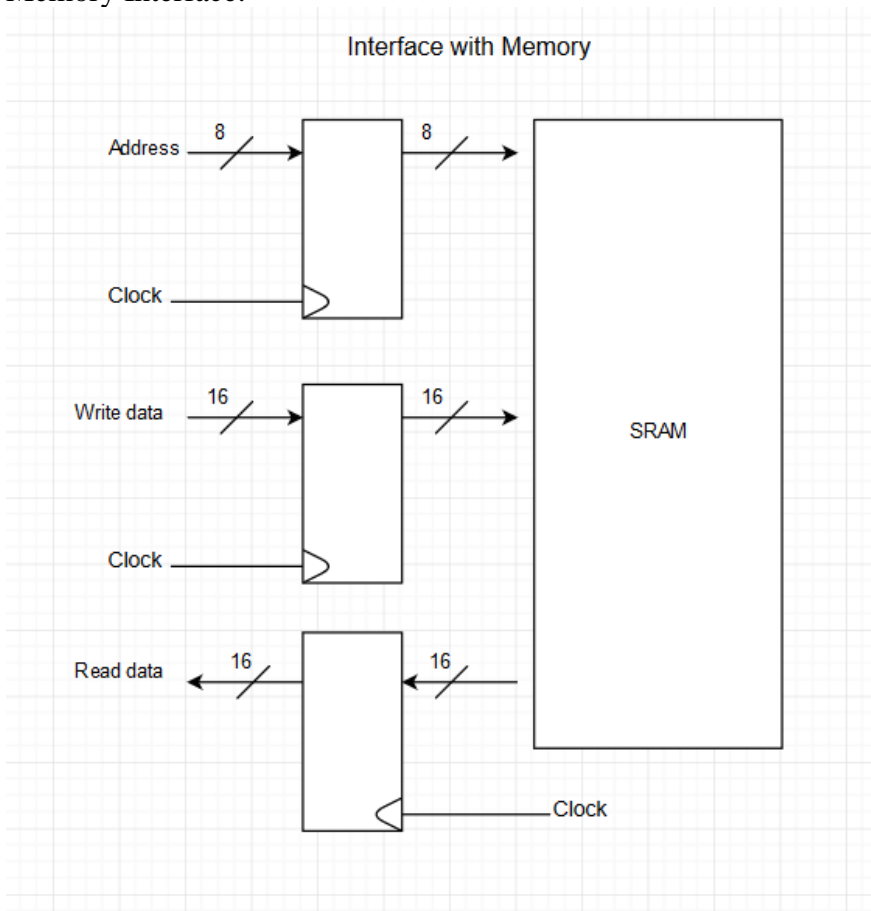 Memory Interface:
Interface with Memory
8
8
Address
Clock
16
16
Write data
SRAM
Clock
16
16
Read data
Clock